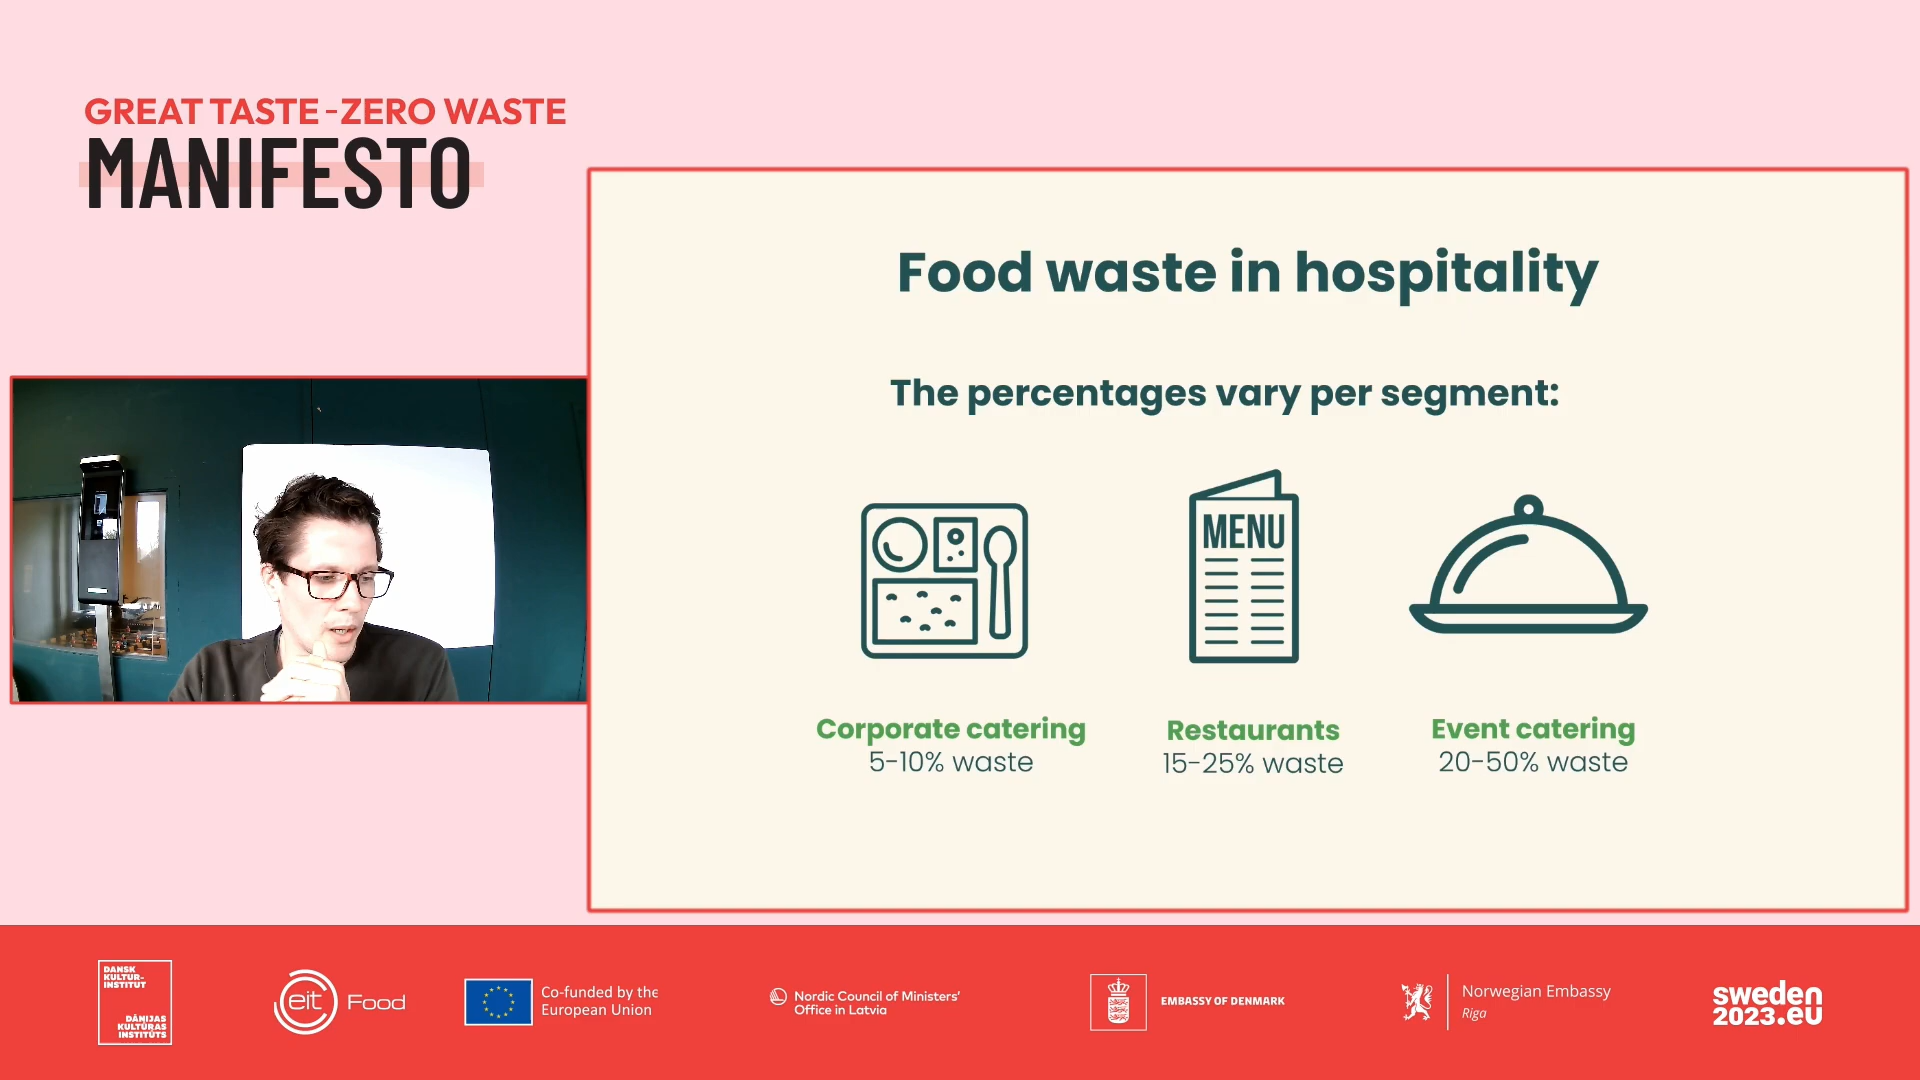 GREAT TASTE - ZERO WASTE
MANIFESTO
Food waste in hospitality
The percentages vary per segment:
MENU
Corporate catering
5-10% waste
Restaurants
15-25% waste
Event catering
20-50% waste
DANSK
KULTUR-
INSTITUT
DĀNIJAS
KULTŪRAS
INSTITŪTS
eit Food
Co-funded by the
European Union
Nordic Council of Ministers'
Office in Latvia
EMBASSY OF DENMARK
Norwegian Embassy
Riga
sweden
2023.eu